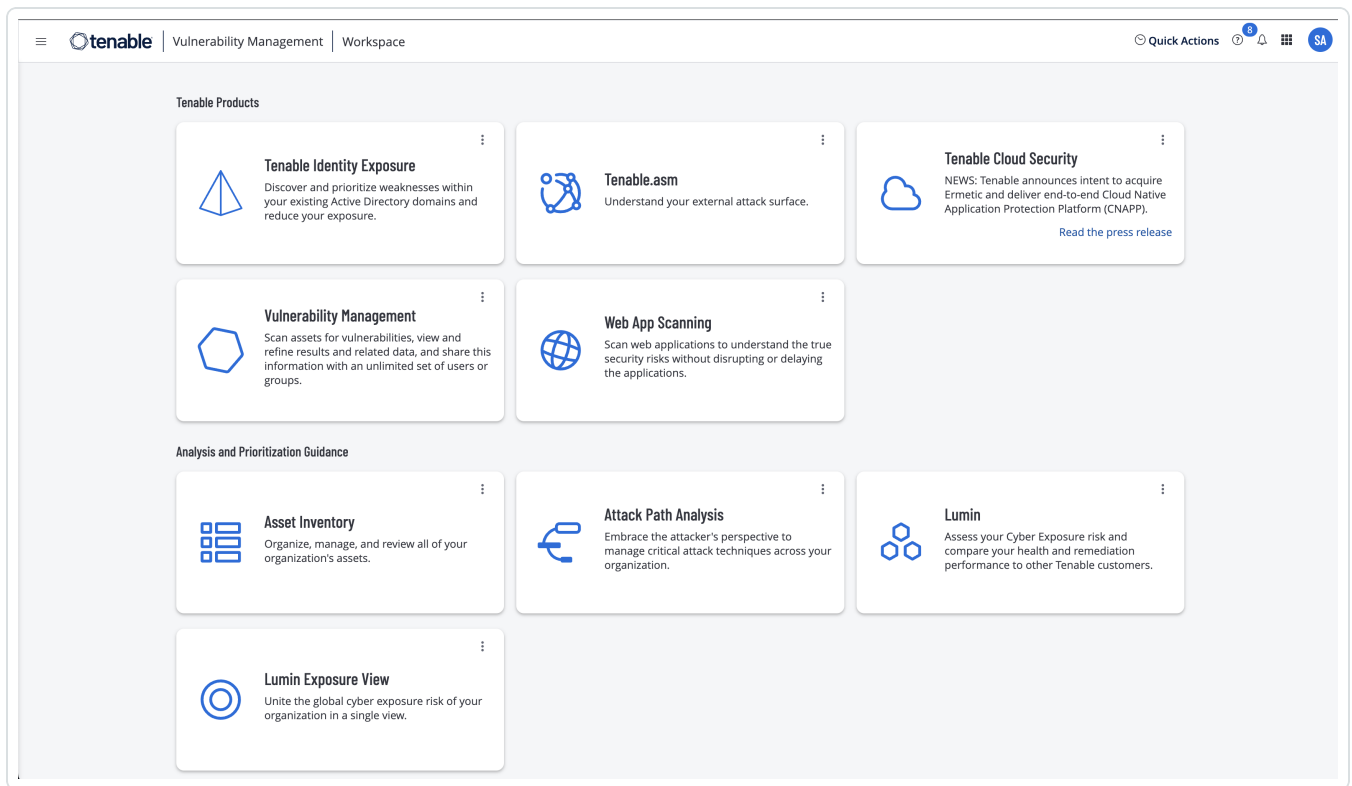 tenable
Vulnerability Management
Workspace
Quick Actions
8
SA
Tenable Products
Tenable Identity Exposure
Discover and prioritize weaknesses within
your existing Active Directory domains and
reduce your exposure.
Tenable.asm
Understand your external attack surface.
Tenable Cloud Security
NEWS: Tenable announces intent to acquire
Ermetic and deliver end-to-end Cloud Native
Application Protection Platform (CNAPP).
Read the press release
Vulnerability Management
Scan assets for vulnerabilities, view and
refine results and related data, and share this
information with an unlimited set of users or
groups.
Web App Scanning
Scan web applications to understand the true
security risks without disrupting or delaying
the applications.
Analysis and Prioritization Guidance
Asset Inventory
Organize, manage, and review all of your
organization's assets.
Attack Path Analysis
Embrace the attacker's perspective to
manage critical attack techniques across your
organization.
Lumin
Assess your Cyber Exposure risk and
compare your health and remediation
performance to other Tenable customers.
Lumin Exposure View
Unite the global cyber exposure risk of your
organization in a single view.